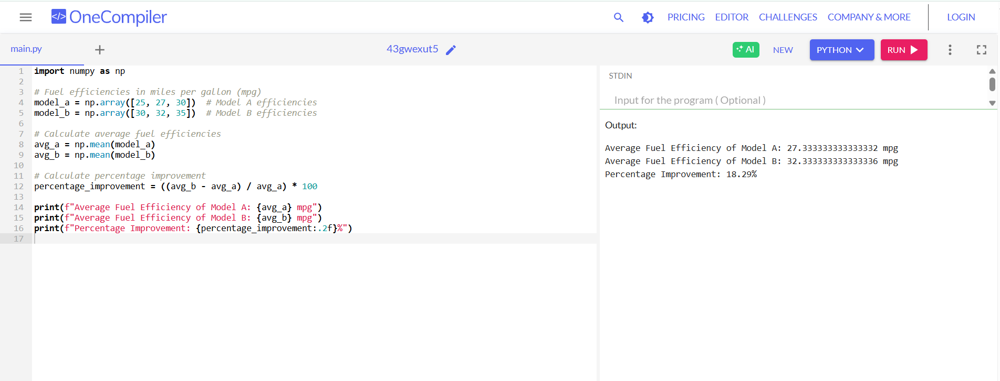 </> OneCompiler
PRICING EDITOR CHALLENGES COMPANY & MORE LOGIN
main.py + 43gwexut5 AI NEW PYTHON RUN
1 import numpy as np
2
3 # Fuel efficiencies in miles per gallon (mpg)
4 model_a = np.array([25, 27, 30])  # Model A efficiencies
5 model_b = np.array([30, 32, 35])  # Model B efficiencies
6
7 # Calculate average fuel efficiencies
8 avg_a = np.mean(model_a)
9 avg_b = np.mean(model_b)
10
11 # Calculate percentage improvement
12 percentage_improvement = ((avg_b - avg_a) / avg_a) * 100
13
14 print(f"Average Fuel Efficiency of Model A: {avg_a} mpg")
15 print(f"Average Fuel Efficiency of Model B: {avg_b} mpg")
16 print(f"Percentage Improvement: {percentage_improvement:.2f}%")
17
STDIN
Input for the program ( Optional )
Output:
Average Fuel Efficiency of Model A: 27.333333333333332 mpg
Average Fuel Efficiency of Model B: 32.333333333333336 mpg
Percentage Improvement: 18.29%